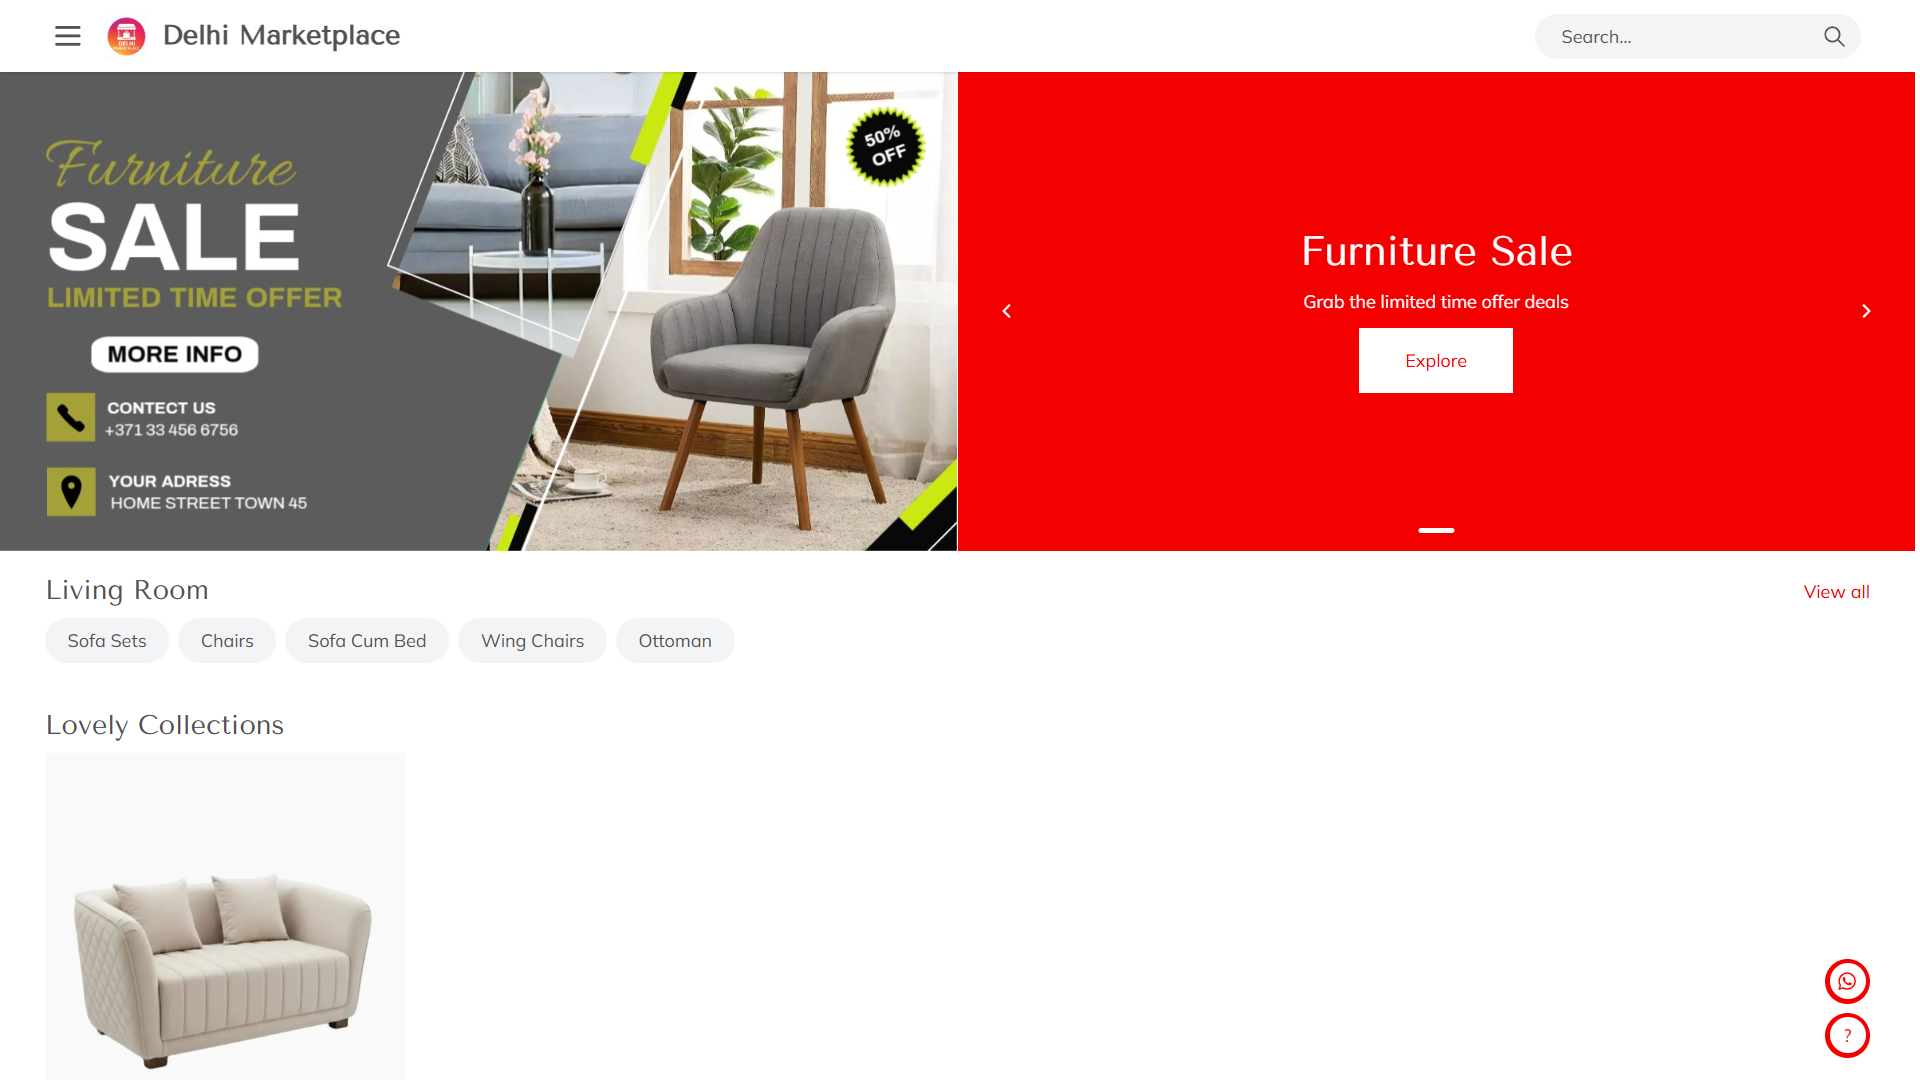 Delhi Marketplace
Search...
Furniture
SALE
LIMITED TIME OFFER
MORE INFO
CONTECT US
+371 33 456 6756
YOUR ADRESS
HOME STREET TOWN 45
50%
OFF
Furniture Sale
Grab the limited time offer deals
Explore
Living Room
View all
Sofa Sets
Chairs
Sofa Cum Bed
Wing Chairs
Ottoman
Lovely Collections
?